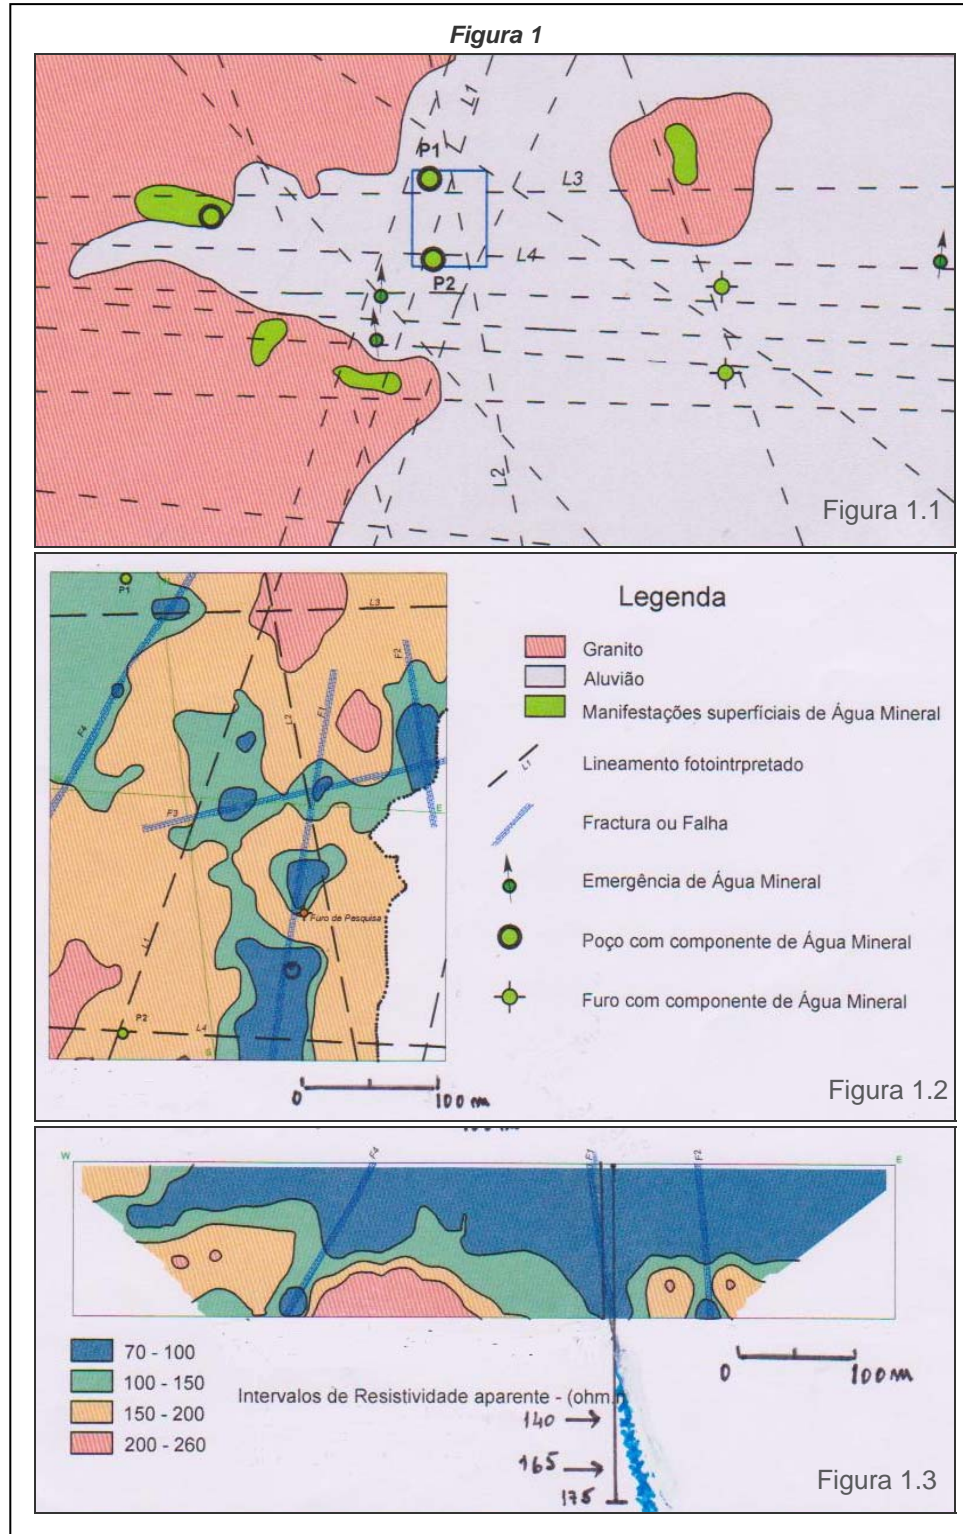 Figura 1
L1
P1
L3
L4
P2
L2
Figura 1.1
P1
L3
F2
F1
L2
F4
F3
E
Furo de Pesquisa
L1
P2
L4
S
0 100 m
Legenda
Granito
Aluvião
Manifestações superfíciais de Água Mineral
L1
Lineamento fotointrpretado
Fractura ou Falha
Emergência de Água Mineral
Poço com componente de Água Mineral
Furo com componente de Água Mineral
Figura 1.2
100 m
W
F4
F1
F2
E
70 - 100
100 - 150
150 - 200
200 - 260
Intervalos de Resistividade aparente - (ohm.
140
165
175
0 100 m
Figura 1.3